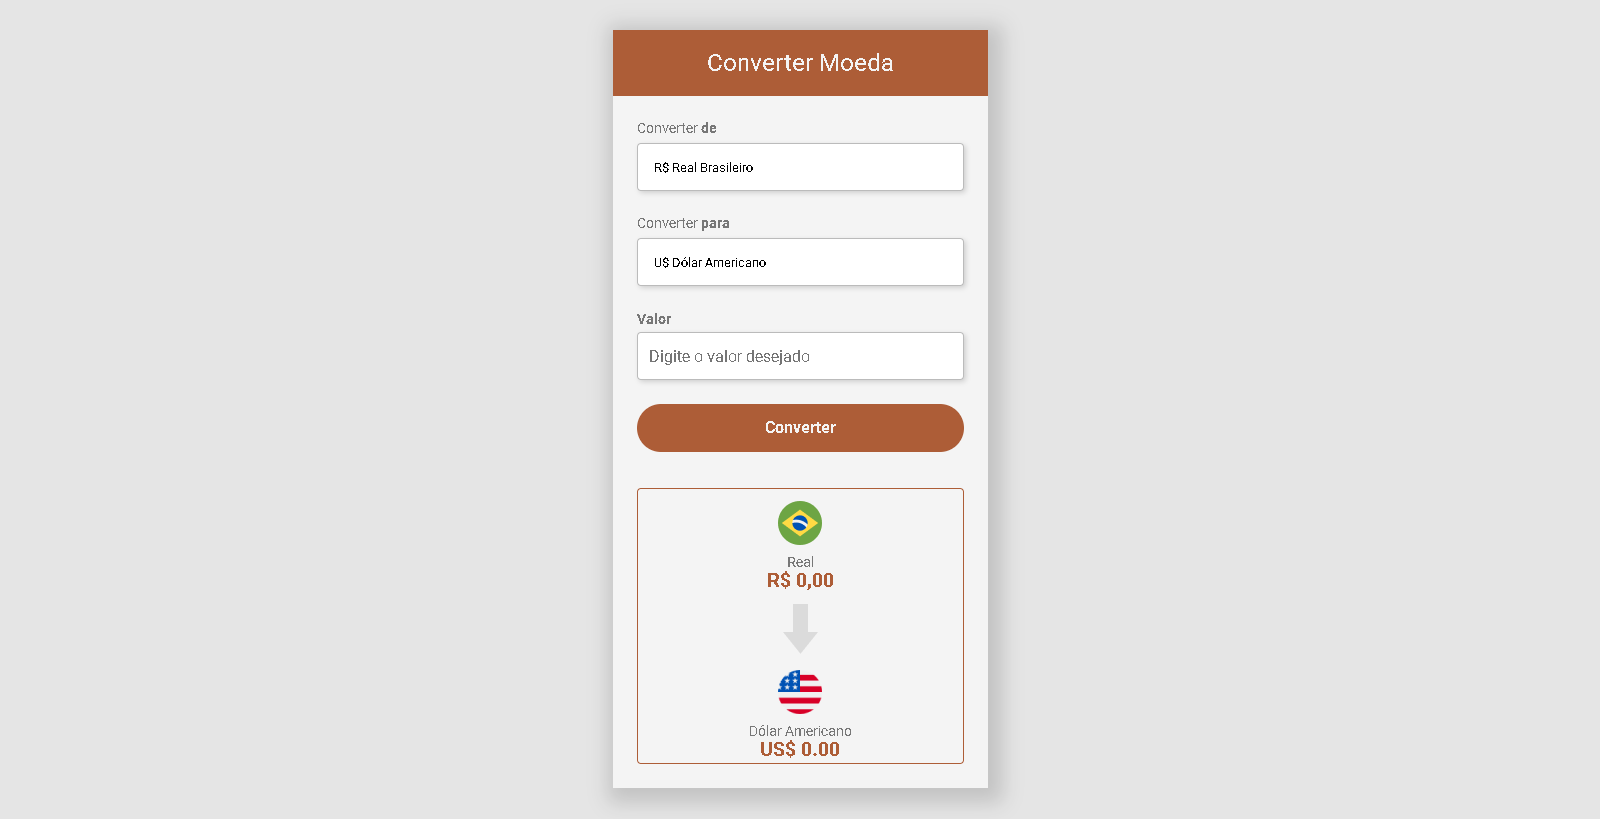 Converter Moeda
Converter de
R$ Real Brasileiro
Converter para
U$ Dólar Americano
Valor
Digite o valor desejado
Converter
Real
R$ 0,00
Dólar Americano
US$ 0.00